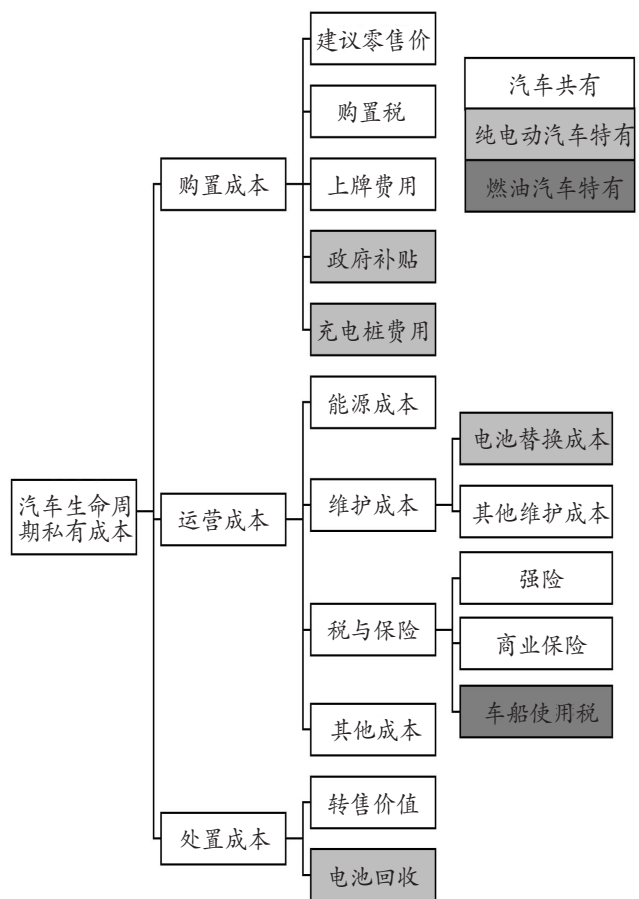 建议零售价
购置税
购置成本
上牌费用
政府补贴
充电桩费用
汽车共有
纯电动汽车特有
燃油汽车特有
汽车生命周
期私有成本
运营成本
能源成本
维护成本
电池替换成本
其他维护成本
税与保险
强险
商业保险
车船使用税
其他成本
处置成本
转售价值
电池回收